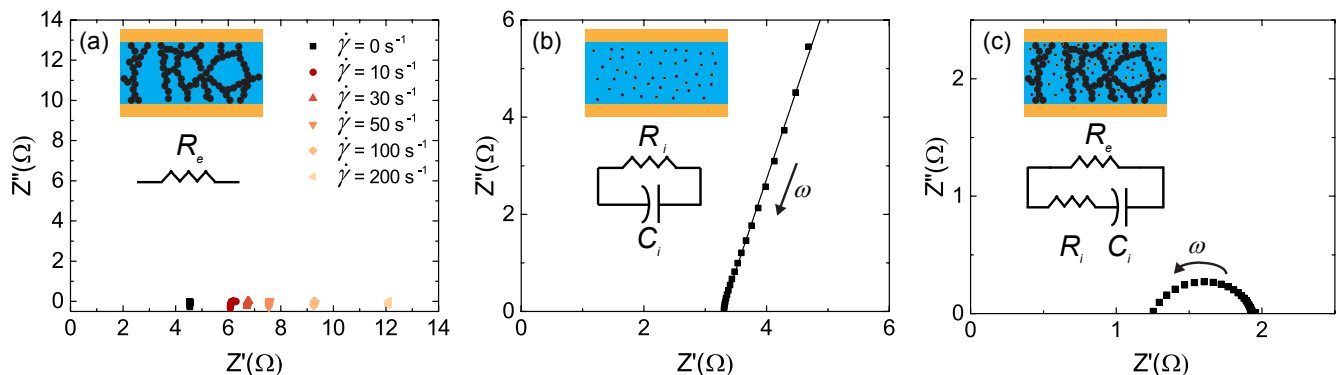 (a)
γ̇ = 0 s⁻¹
γ̇ = 10 s⁻¹
γ̇ = 30 s⁻¹
γ̇ = 50 s⁻¹
γ̇ = 100 s⁻¹
γ̇ = 200 s⁻¹
Rₑ
14
12
10
8
6
4
2
0
Z''(Ω)
0 2 4 6 8 10 12 14
Z'(Ω)
(b)
Rᵢ
Cᵢ
ω
6
4
2
0
Z''(Ω)
2 4 6
Z'(Ω)
(c)
Rₑ
Rᵢ Cᵢ
ω
2
1
0
Z''(Ω)
0 1 2
Z'(Ω)